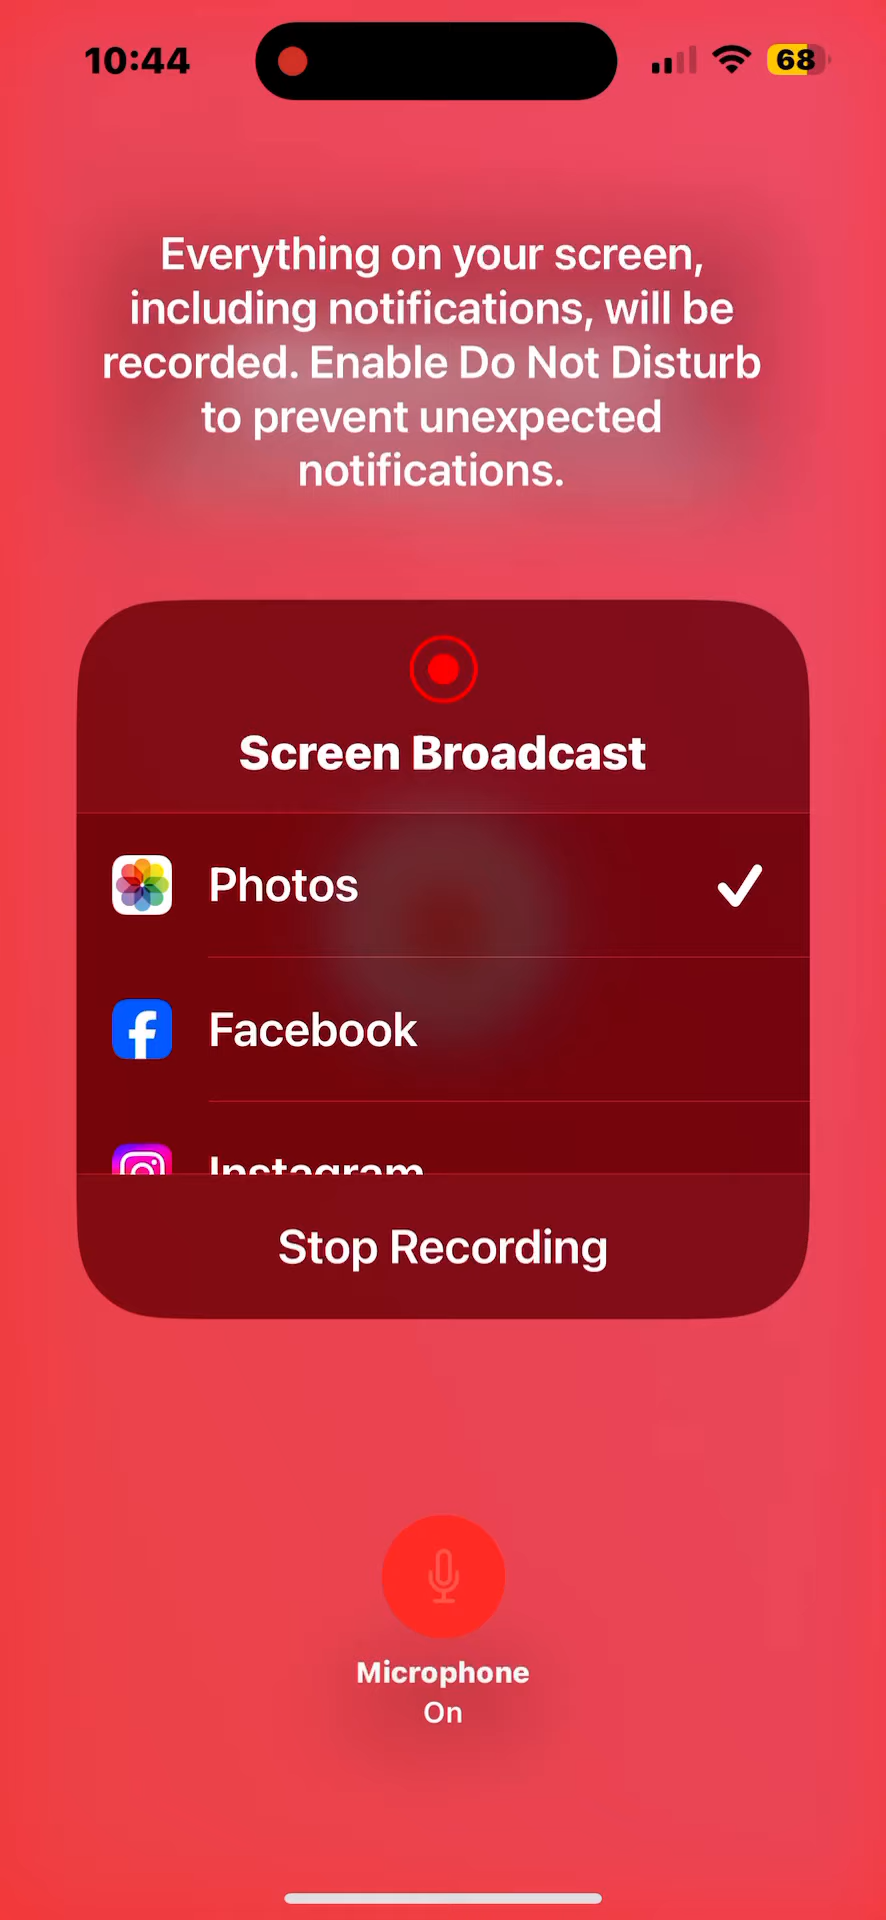 10:44
68
Everything on your screen,
including notifications, will be
recorded. Enable Do Not Disturb
to prevent unexpected
notifications.
Screen Broadcast
Photos
Facebook
Instagram
Stop Recording
Microphone
On